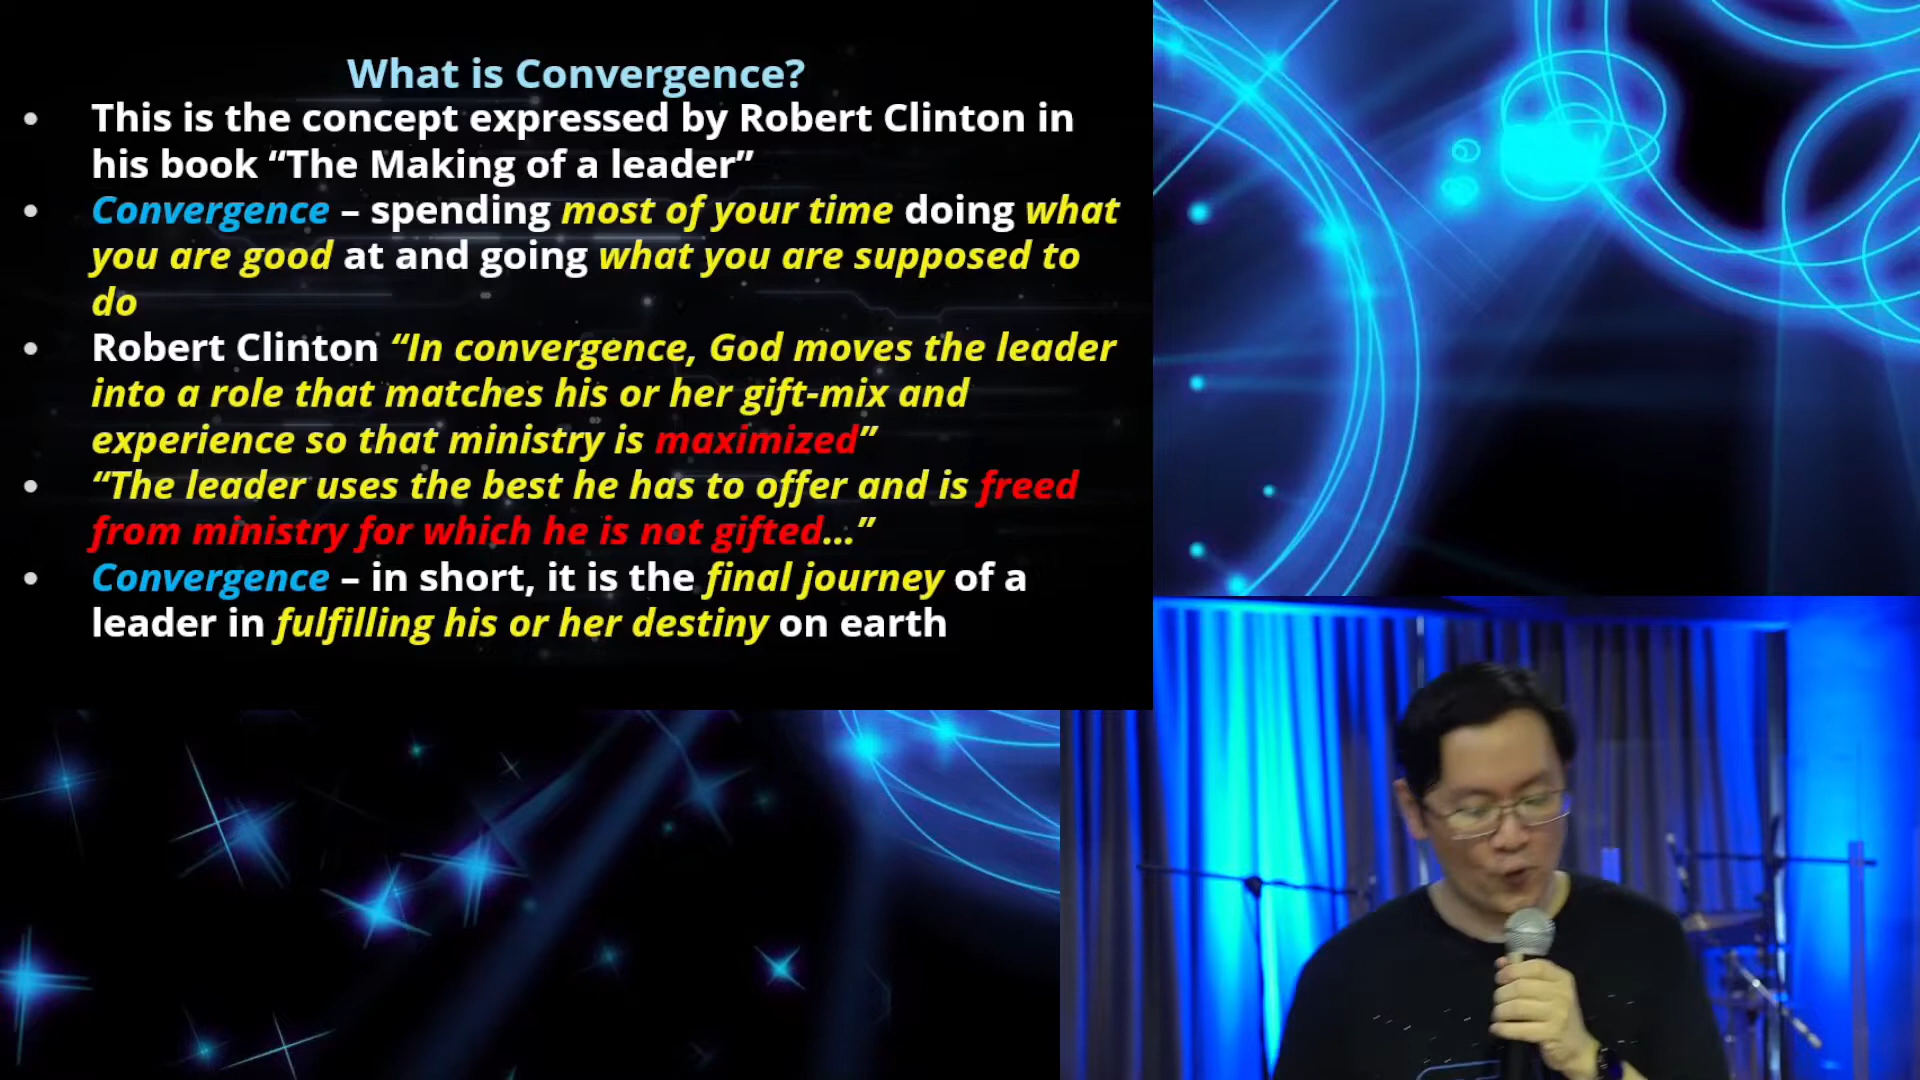 What is Convergence?
• This is the concept expressed by Robert Clinton in
his book “The Making of a leader”
• Convergence – spending most of your time doing what
you are good at and going what you are supposed to
do
• Robert Clinton “In convergence, God moves the leader
into a role that matches his or her gift-mix and
experience so that ministry is maximized”
• “The leader uses the best he has to offer and is freed
from ministry for which he is not gifted…”
• Convergence – in short, it is the final journey of a
leader in fulfilling his or her destiny on earth